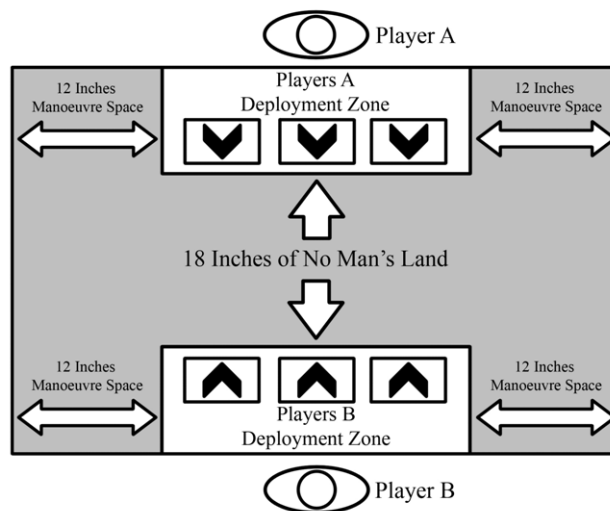 Player A
12 Inches
Manoeuvre Space
Players A
Deployment Zone
12 Inches
Manoeuvre Space
18 Inches of No Man's Land
12 Inches
Manoeuvre Space
Players B
Deployment Zone
12 Inches
Manoeuvre Space
Player B